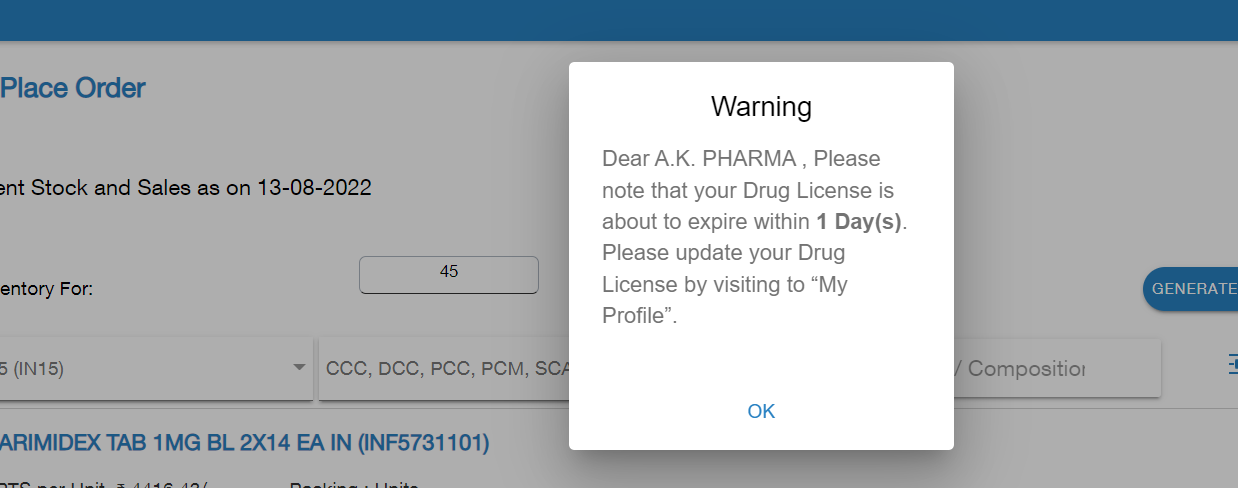 Place Order
Warning
Dear A.K. PHARMA , Please
note that your Drug License is
about to expire within 1 Day(s).
Please update your Drug
License by visiting to “My
Profile”.
OK
ent Stock and Sales as on 13-08-2022
entory For:
45
GENERATE
5 (IN15)
CCC, DCC, PCC, PCM, SCA
/ Composition
ARIMIDEX TAB 1MG BL 2X14 EA IN (INF5731101)